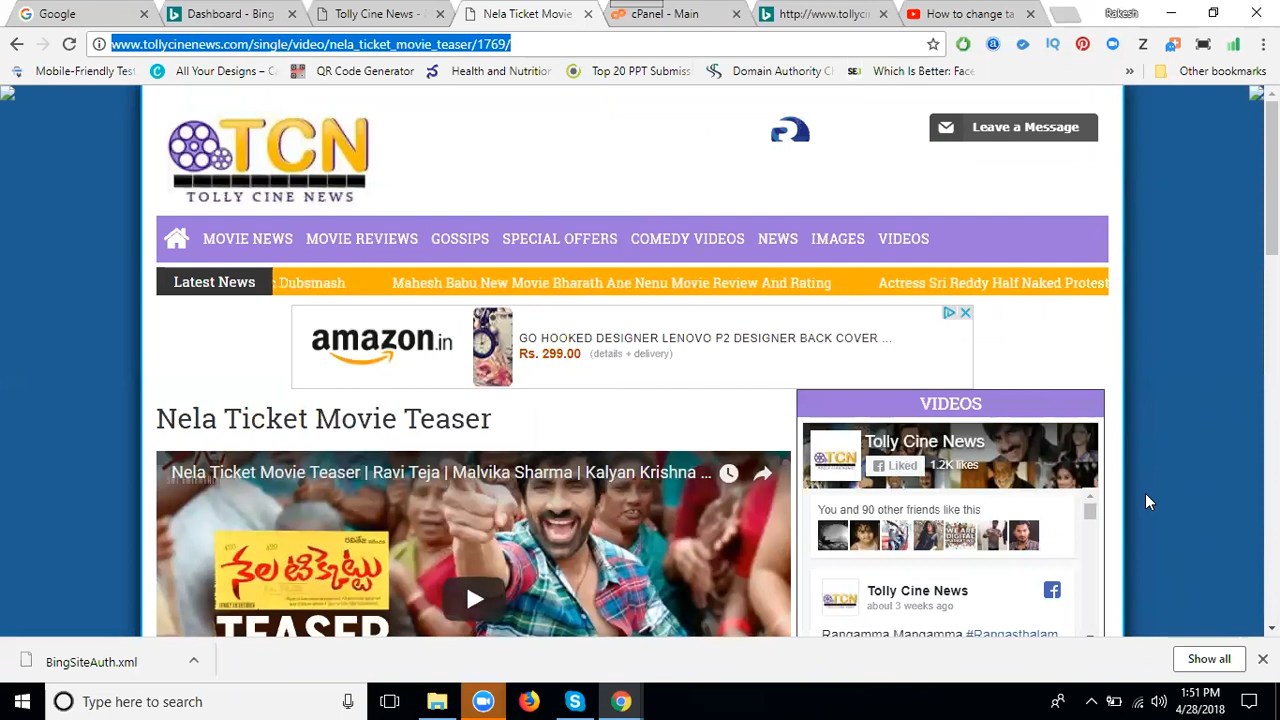 Google
Dashboard - Bing
Tolly Cine News -
Nela Ticket Movie
cPanel - Main
http://www.tollycin
How to change ta
Rakesh
www.tollycinenews.com/single/video/nela_ticket_movie_teaser/1769/
Mobile-Friendly Test
All Your Designs – C
QR Code Generator
Health and Nutrition
Top 20 PPT Submiss
Domain Authority C
Which Is Better: Face
Other bookmarks
TCN
TOLLY CINE NEWS
Leave a Message
MOVIE NEWS MOVIE REVIEWS GOSSIPS SPECIAL OFFERS COMEDY VIDEOS NEWS IMAGES VIDEOS
Latest News
Dubsmash
Mahesh Babu New Movie Bharath Ane Nenu Movie Review And Rating
Actress Sri Reddy Half Naked Protest
amazon.in
GO HOOKED DESIGNER LENOVO P2 DESIGNER BACK COVER ...
Rs. 299.00 (details + delivery)
Nela Ticket Movie Teaser
VIDEOS
Nela Ticket Movie Teaser | Ravi Teja | Malvika Sharma | Kalyan Krishna ...
నేల టిక్కెట్టు
TEASER
Tolly Cine News
Liked
1.2K likes
You and 90 other friends like this
Tolly Cine News
about 3 weeks ago
Rangamma Mangamma #Rangasthalam
BingSiteAuth.xml
Show all
Type here to search
1:51 PM
4/28/2018